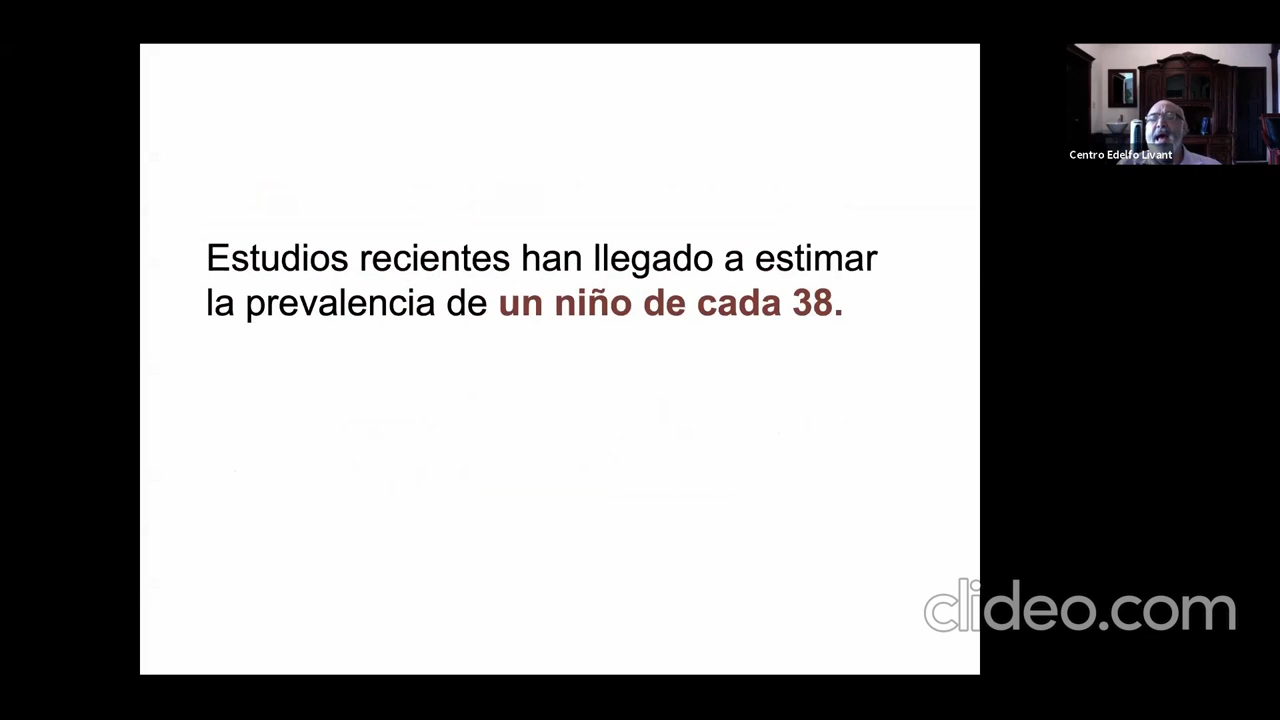 Estudios recientes han llegado a estimar
la prevalencia de un niño de cada 38.
Centro Edelfo Livant
clideo.com